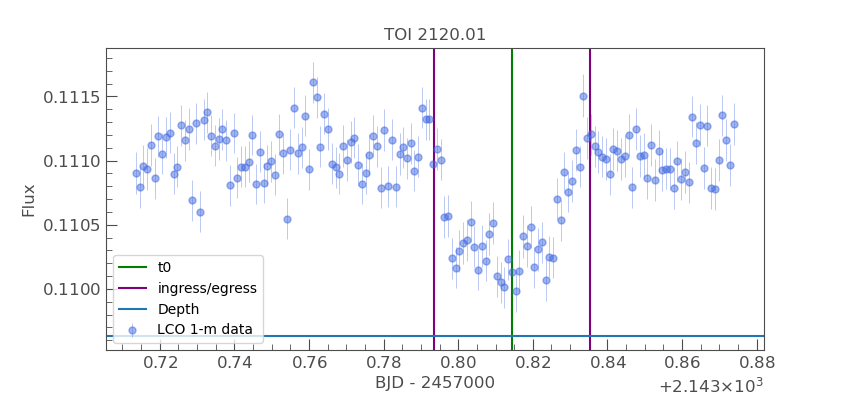 TOI 2120.01
Flux
0.1115
0.1110
0.1105
0.1100
t0
ingress/egress
Depth
LCO 1-m data
0.72 0.74 0.76 0.78 0.80 0.82 0.84 0.86 0.88
BJD - 2457000
+2.143×10³